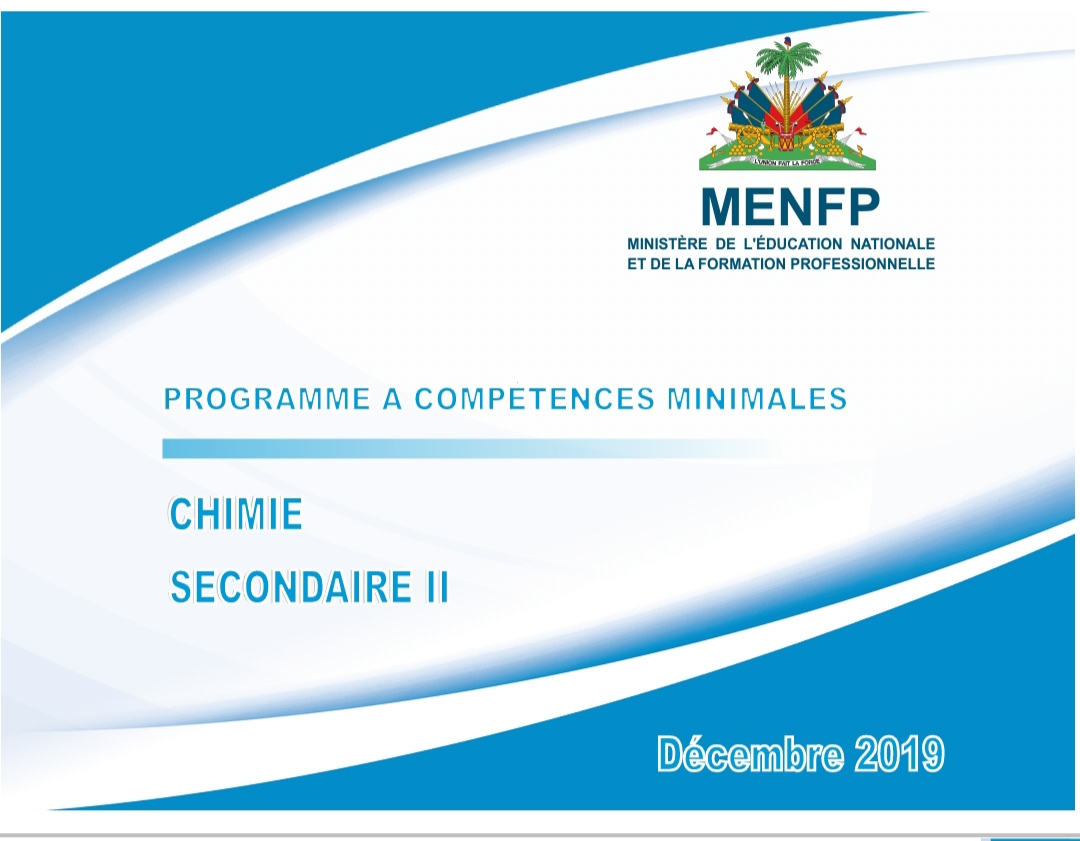 L'UNION FAIT LA FORCE
MENFP
MINISTÈRE DE L'ÉDUCATION NATIONALE
ET DE LA FORMATION PROFESSIONNELLE
PROGRAMME A COMPÉTENCES MINIMALES
CHIMIE
SECONDAIRE II
Décembre 2019